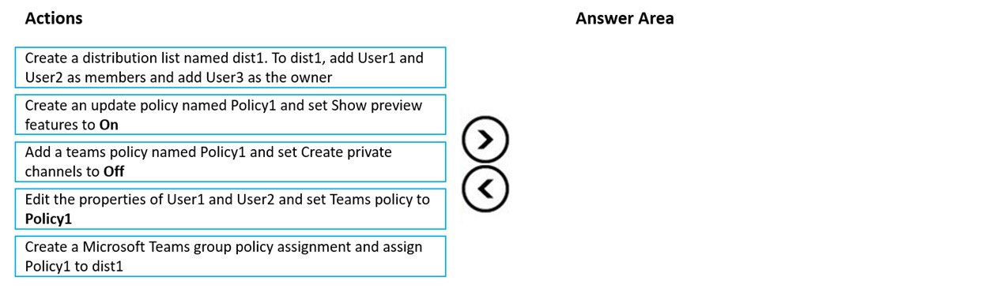 Actions
Answer Area
Create a distribution list named dist1. To dist1, add User1 and
User2 as members and add User3 as the owner
Create an update policy named Policy1 and set Show preview
features to On
Add a teams policy named Policy1 and set Create private
channels to Off
Edit the properties of User1 and User2 and set Teams policy to
Policy1
Create a Microsoft Teams group policy assignment and assign
Policy1 to dist1